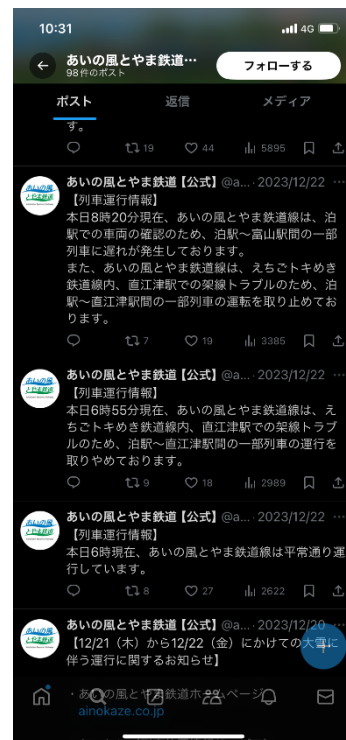 10:31
4G
あいの風とやま鉄道…
98件のポスト
フォローする
ポスト
返信
メディア
す。
19
44
5895
あいの風とやま鉄道【公式】@a… · 2023/12/22
【列車運行情報】
本日8時20分現在、あいの風とやま鉄道線は、泊
駅での車両の確認のため、泊駅〜富山駅間の一部
列車に遅れが発生しております。
また、あいの風とやま鉄道線は、えちごトキめき
鉄道線内、直江津駅での架線トラブルのため、泊
駅〜直江津駅間の一部列車の運転を取り止めてお
ります。
7
19
3385
あいの風とやま鉄道【公式】@a… · 2023/12/22
【列車運行情報】
本日6時55分現在、あいの風とやま鉄道線は、え
ちごトキめき鉄道線内、直江津駅での架線トラブ
ルのため、泊駅〜直江津駅間の一部列車の運行を
取りやめております。
9
18
2989
あいの風とやま鉄道【公式】@a… · 2023/12/22
【列車運行情報】
本日6時現在、あいの風とやま鉄道線は平常通り運
行しています。
8
27
2622
あいの風とやま鉄道【公式】@a… · 2023/12/20
【12/21（木）から12/22（金）にかけての大雪に
伴う運行に関するお知らせ】
・あいの風とやま鉄道ホームページ
ainokaze.co.jp